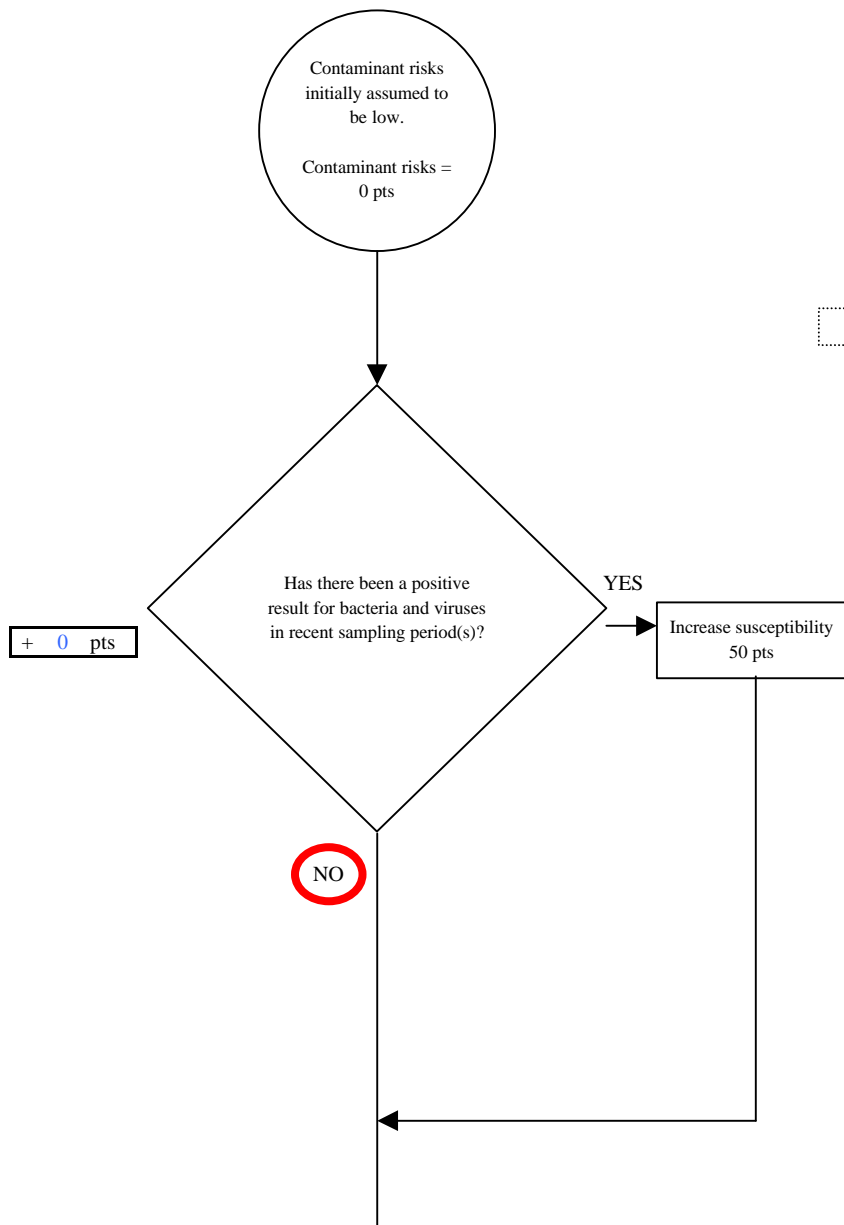 Contaminant risks
initially assumed to
be low.
Contaminant risks =
0 pts
Has there been a positive
result for bacteria and viruses
in recent sampling period(s)?
YES
Increase susceptibility
50 pts
+ 0 pts
NO